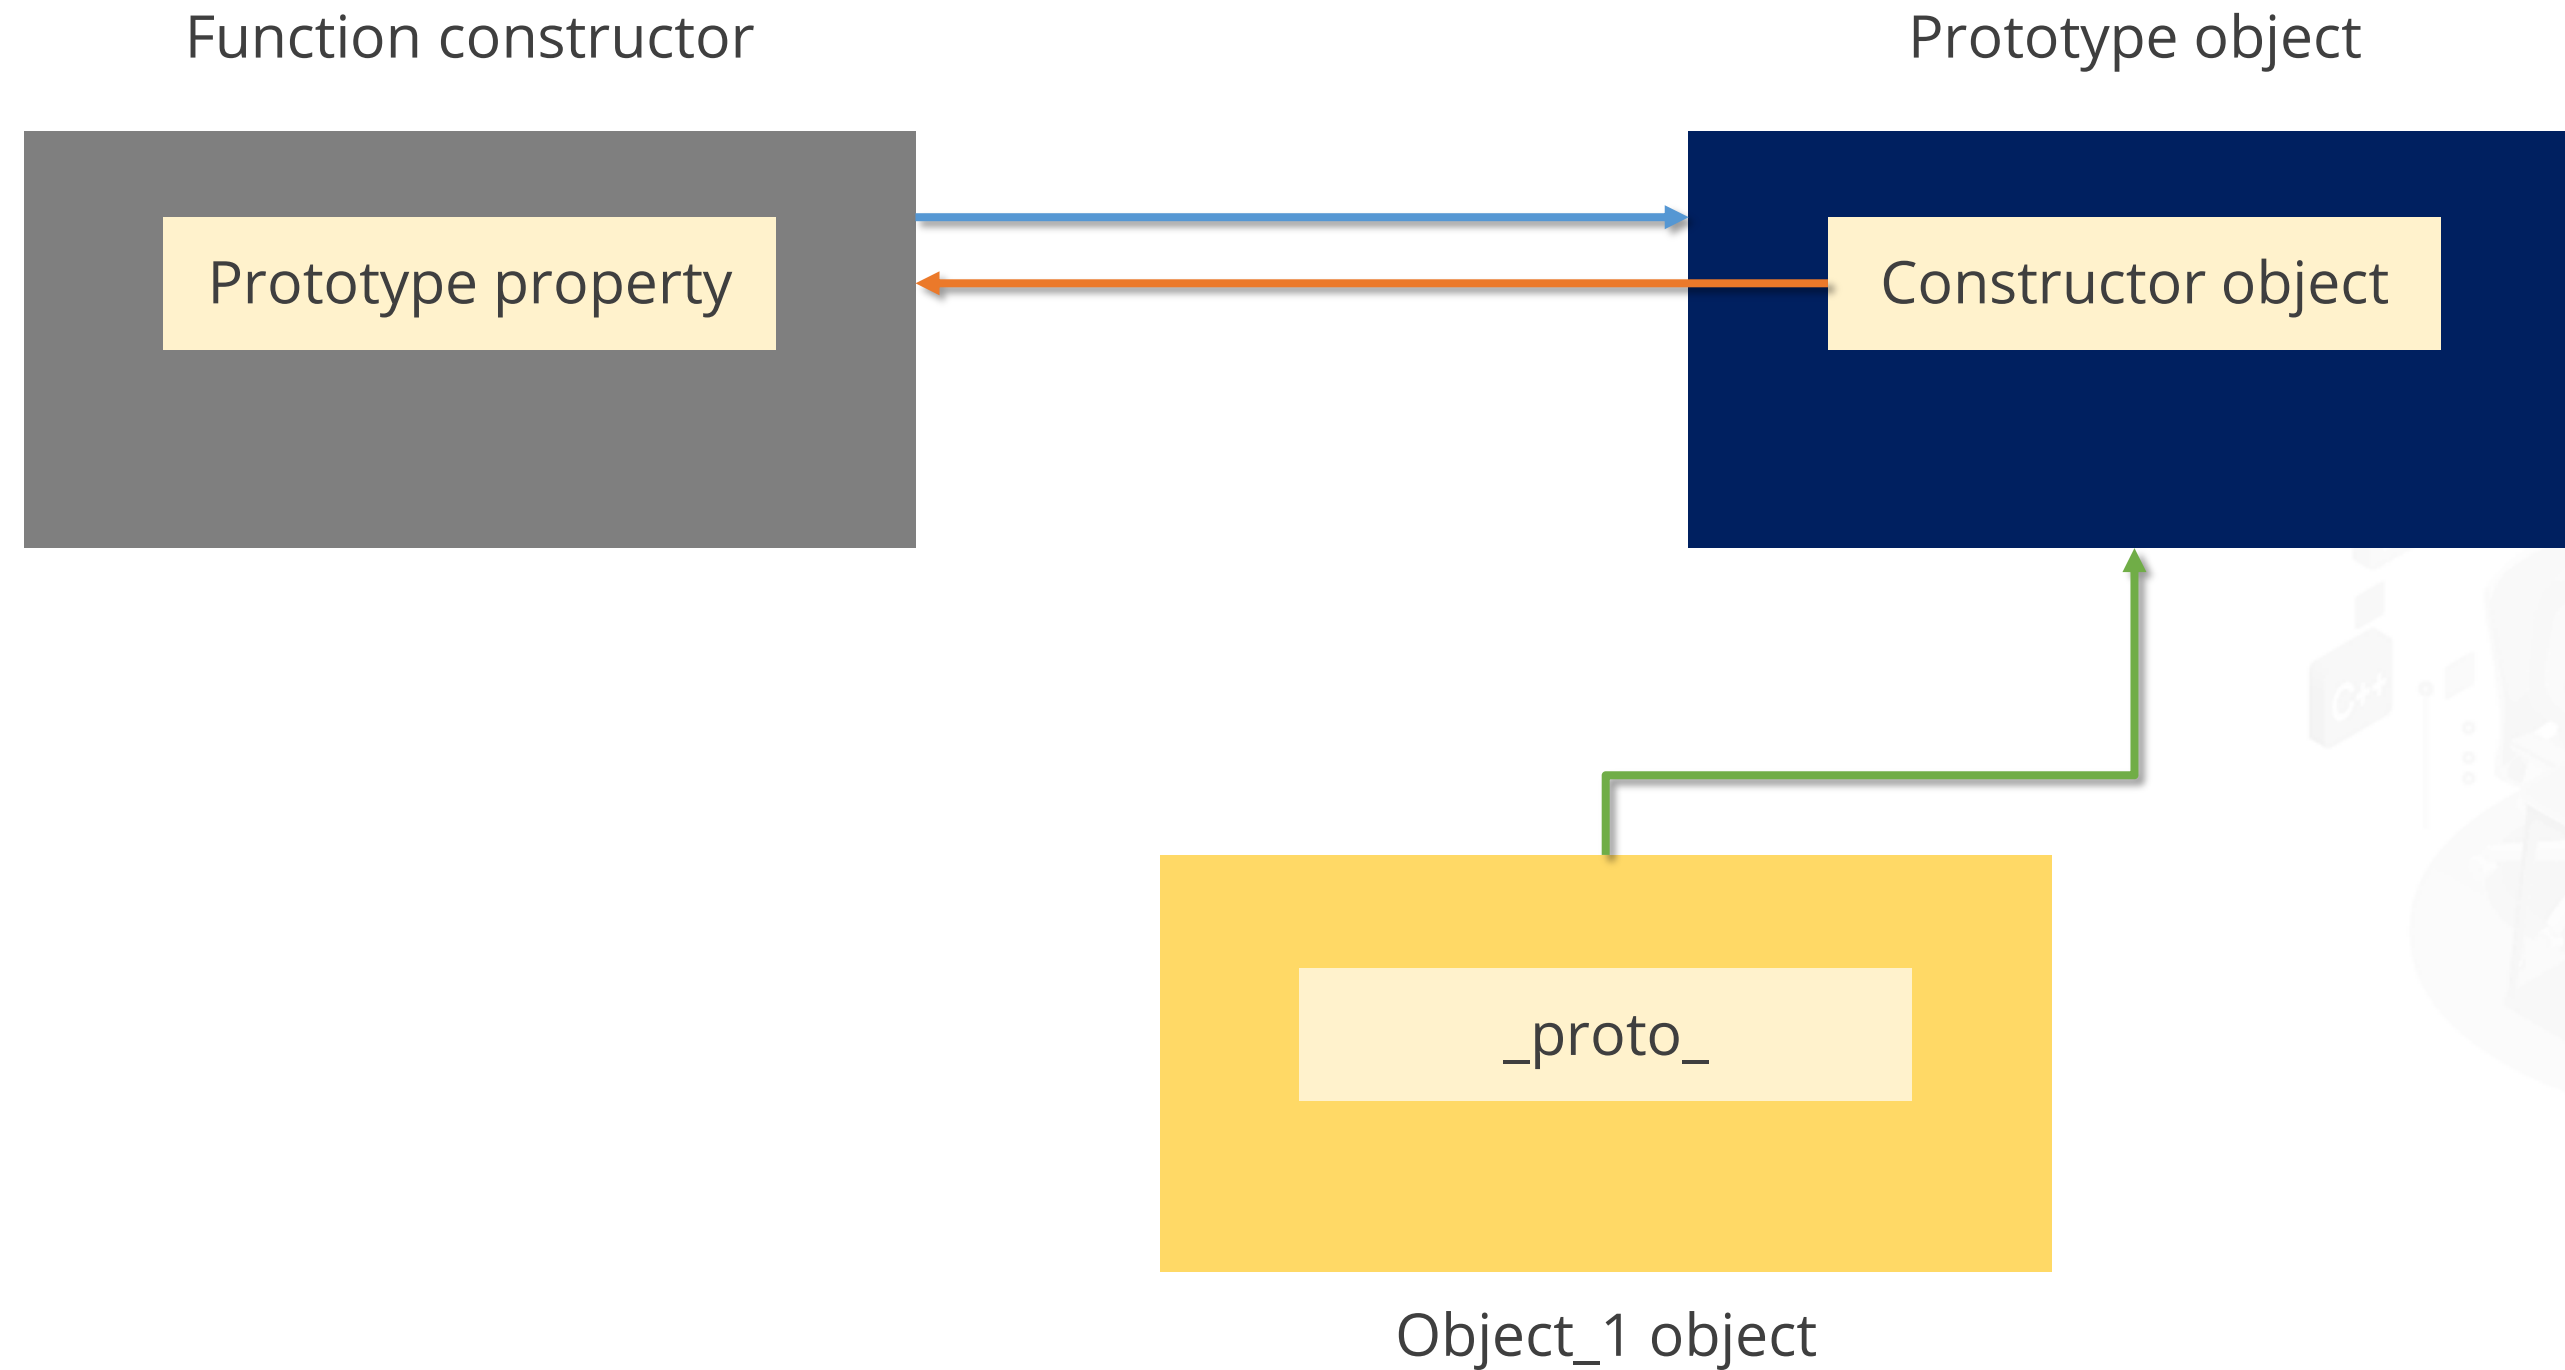 Function constructor
Prototype object
Prototype property
Constructor object
C++
_proto_
Object_1 object